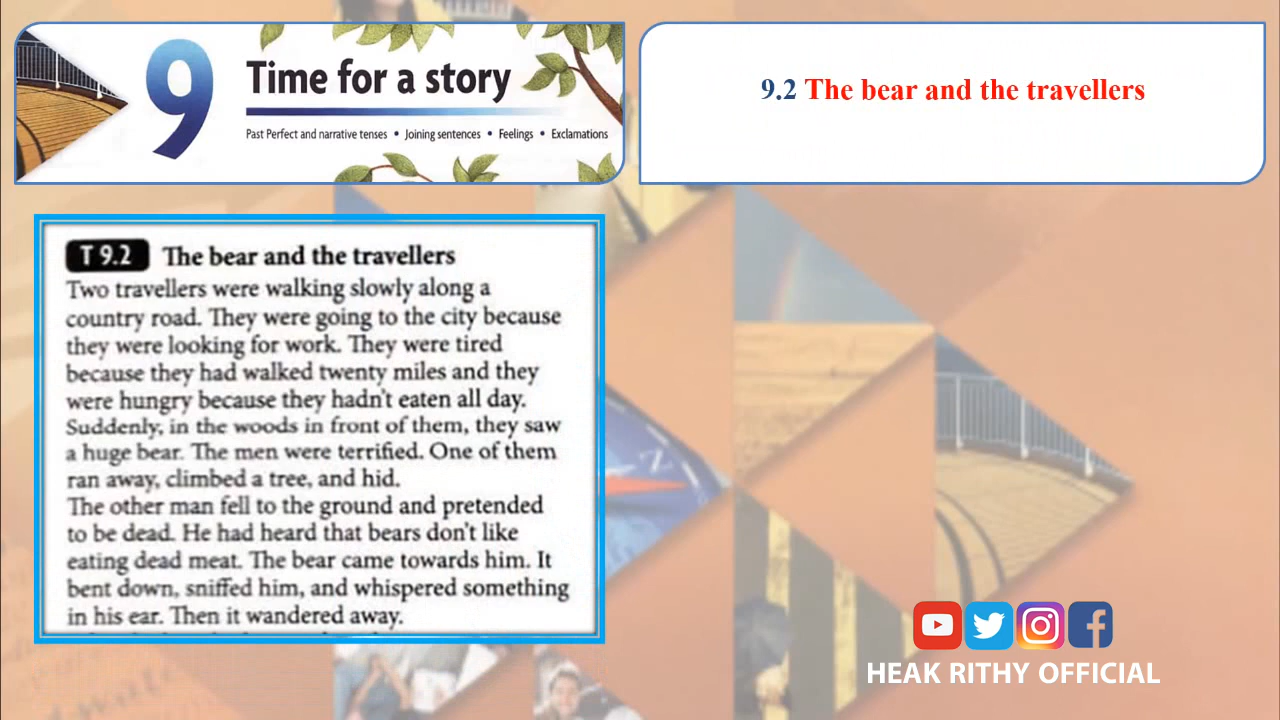 9
Time for a story
Past Perfect and narrative tenses • Joining sentences • Feelings • Exclamations
9.2 The bear and the travellers
T 9.2 The bear and the travellers
Two travellers were walking slowly along a
country road. They were going to the city because
they were looking for work. They were tired
because they had walked twenty miles and they
were hungry because they hadn't eaten all day.
Suddenly, in the woods in front of them, they saw
a huge bear. The men were terrified. One of them
ran away, climbed a tree, and hid.
The other man fell to the ground and pretended
to be dead. He had heard that bears don't like
eating dead meat. The bear came towards him. It
bent down, sniffed him, and whispered something
in his ear. Then it wandered away.
HEAK RITHY OFFICIAL